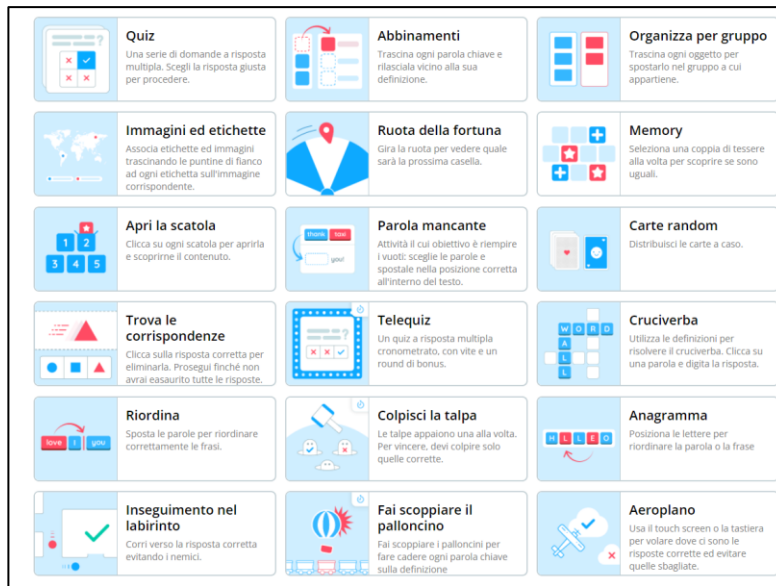 Quiz
Una serie di domande a risposta
multipla. Scegli la risposta giusta
per procedere.
Abbinamenti
Trascina ogni parola chiave e
rilasciala vicino alla sua
definizione.
Organizza per gruppo
Trascina ogni oggetto per
spostarlo nel gruppo a cui
appartiene.
Immagini ed etichette
Associa etichette ed immagini
trascinando le puntine di fianco
ad ogni etichetta sull'immagine
corrispondente.
Ruota della fortuna
Gira la ruota per vedere quale
sarà la prossima casella.
Memory
Seleziona una coppia di tessere
alla volta per scoprire se sono
uguali.
1 2
3 4 5
Apri la scatola
Clicca su ogni scatola per aprirla
e scoprirne il contenuto.
thank taxi
you!
Parola mancante
Attività il cui obiettivo è riempire
i vuoti: sceglie le parole e
spostale nella posizione corretta
all'interno del testo.
Carte random
Distribuisci le carte a caso.
Trova le
corrispondenze
Clicca sulla risposta corretta per
eliminarla. Prosegui finché non
avrai easaurito tutte le risposte.
Telequiz
Un quiz a risposta multipla
cronometrato, con vite e un
round di bonus.
WORD
A
L
L
Cruciverba
Utilizza le definizioni per
risolvere il cruciverba. Clicca su
una parola e digita la risposta.
love I you
Riordina
Sposta le parole per riordinare
correttamente le frasi.
Colpisci la talpa
Le talpe appaiono una alla volta.
Per vincere, devi colpire solo
quelle corrette.
H L L E O
Anagramma
Posiziona le lettere per
riordinare la parola o la frase
Inseguimento nel
labirinto
Corri verso la risposta corretta
evitando i nemici.
Fai scoppiare il
palloncino
Fai scoppiare i palloncini per
fare cadere ogni parola chiave
sulla definizione
Aeroplano
Usa il touch screen o la tastiera
per volare dove ci sono le
risposte corrette ed evitare
quelle sbagliate.